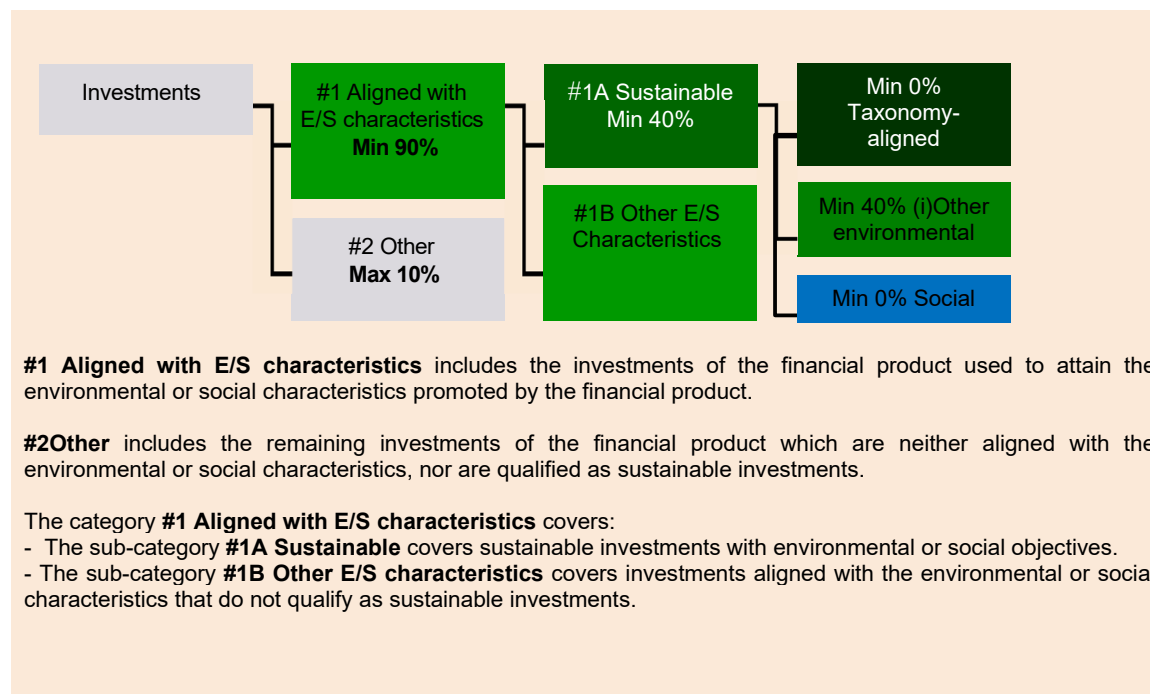 Investments
#1 Aligned with
E/S characteristics
Min 90%
#2 Other
Max 10%
#1A Sustainable
Min 40%
#1B Other E/S
Characteristics
Min 0%
Taxonomy-
aligned
Min 40% (i)Other
environmental
Min 0% Social
#1 Aligned with E/S characteristics includes the investments of the financial product used to attain the
environmental or social characteristics promoted by the financial product.
#2Other includes the remaining investments of the financial product which are neither aligned with the
environmental or social characteristics, nor are qualified as sustainable investments.
The category #1 Aligned with E/S characteristics covers:
- The sub-category #1A Sustainable covers sustainable investments with environmental or social objectives.
- The sub-category #1B Other E/S characteristics covers investments aligned with the environmental or social
characteristics that do not qualify as sustainable investments.